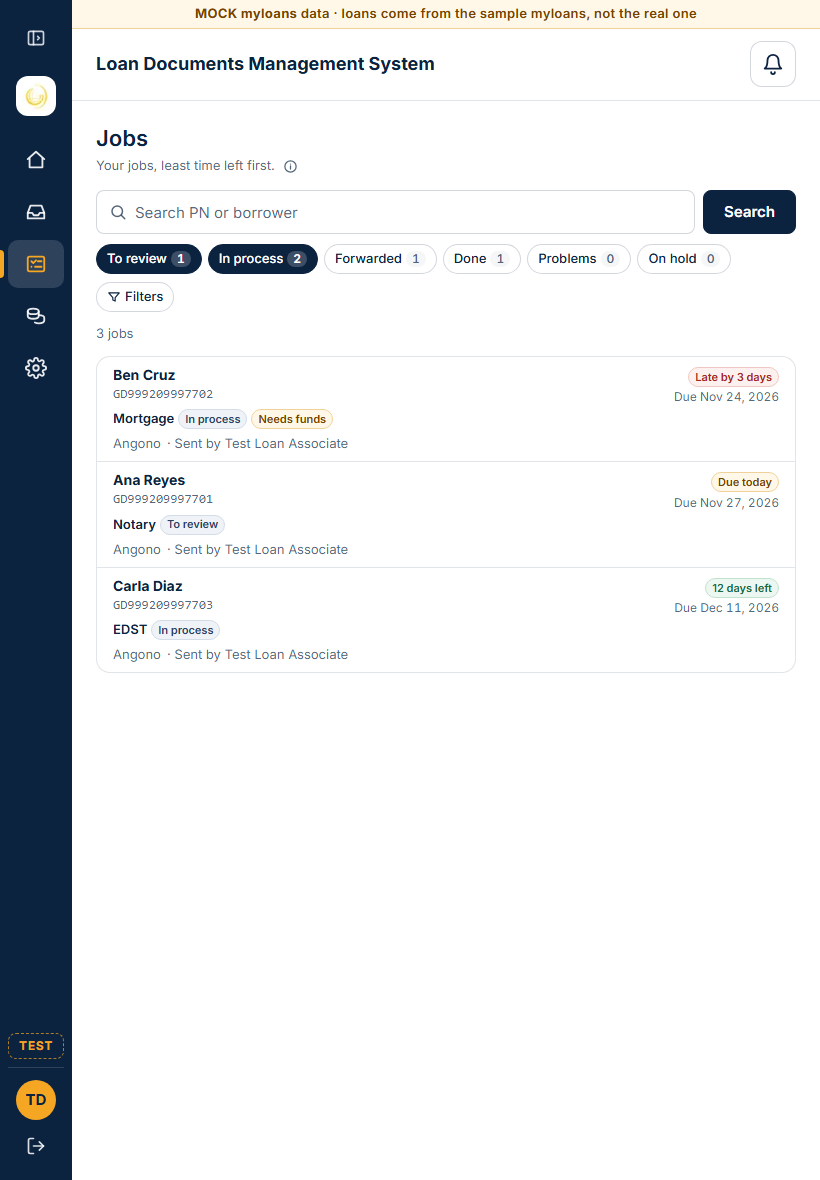 MOCK myloans data · loans come from the sample myloans, not the real one
Loan Documents Management System
Jobs
Your jobs, least time left first.
Search PN or borrower
Search
To review 1 In process 2 Forwarded 1 Done 1 Problems 0 On hold 0
Filters
3 jobs
Ben Cruz
Late by 3 days
GD999209997702
Due Nov 24, 2026
Mortgage In process Needs funds
Angono · Sent by Test Loan Associate
Ana Reyes
Due today
GD999209997701
Due Nov 27, 2026
Notary To review
Angono · Sent by Test Loan Associate
Carla Diaz
12 days left
GD999209997703
Due Dec 11, 2026
EDST In process
Angono · Sent by Test Loan Associate
TEST
TD